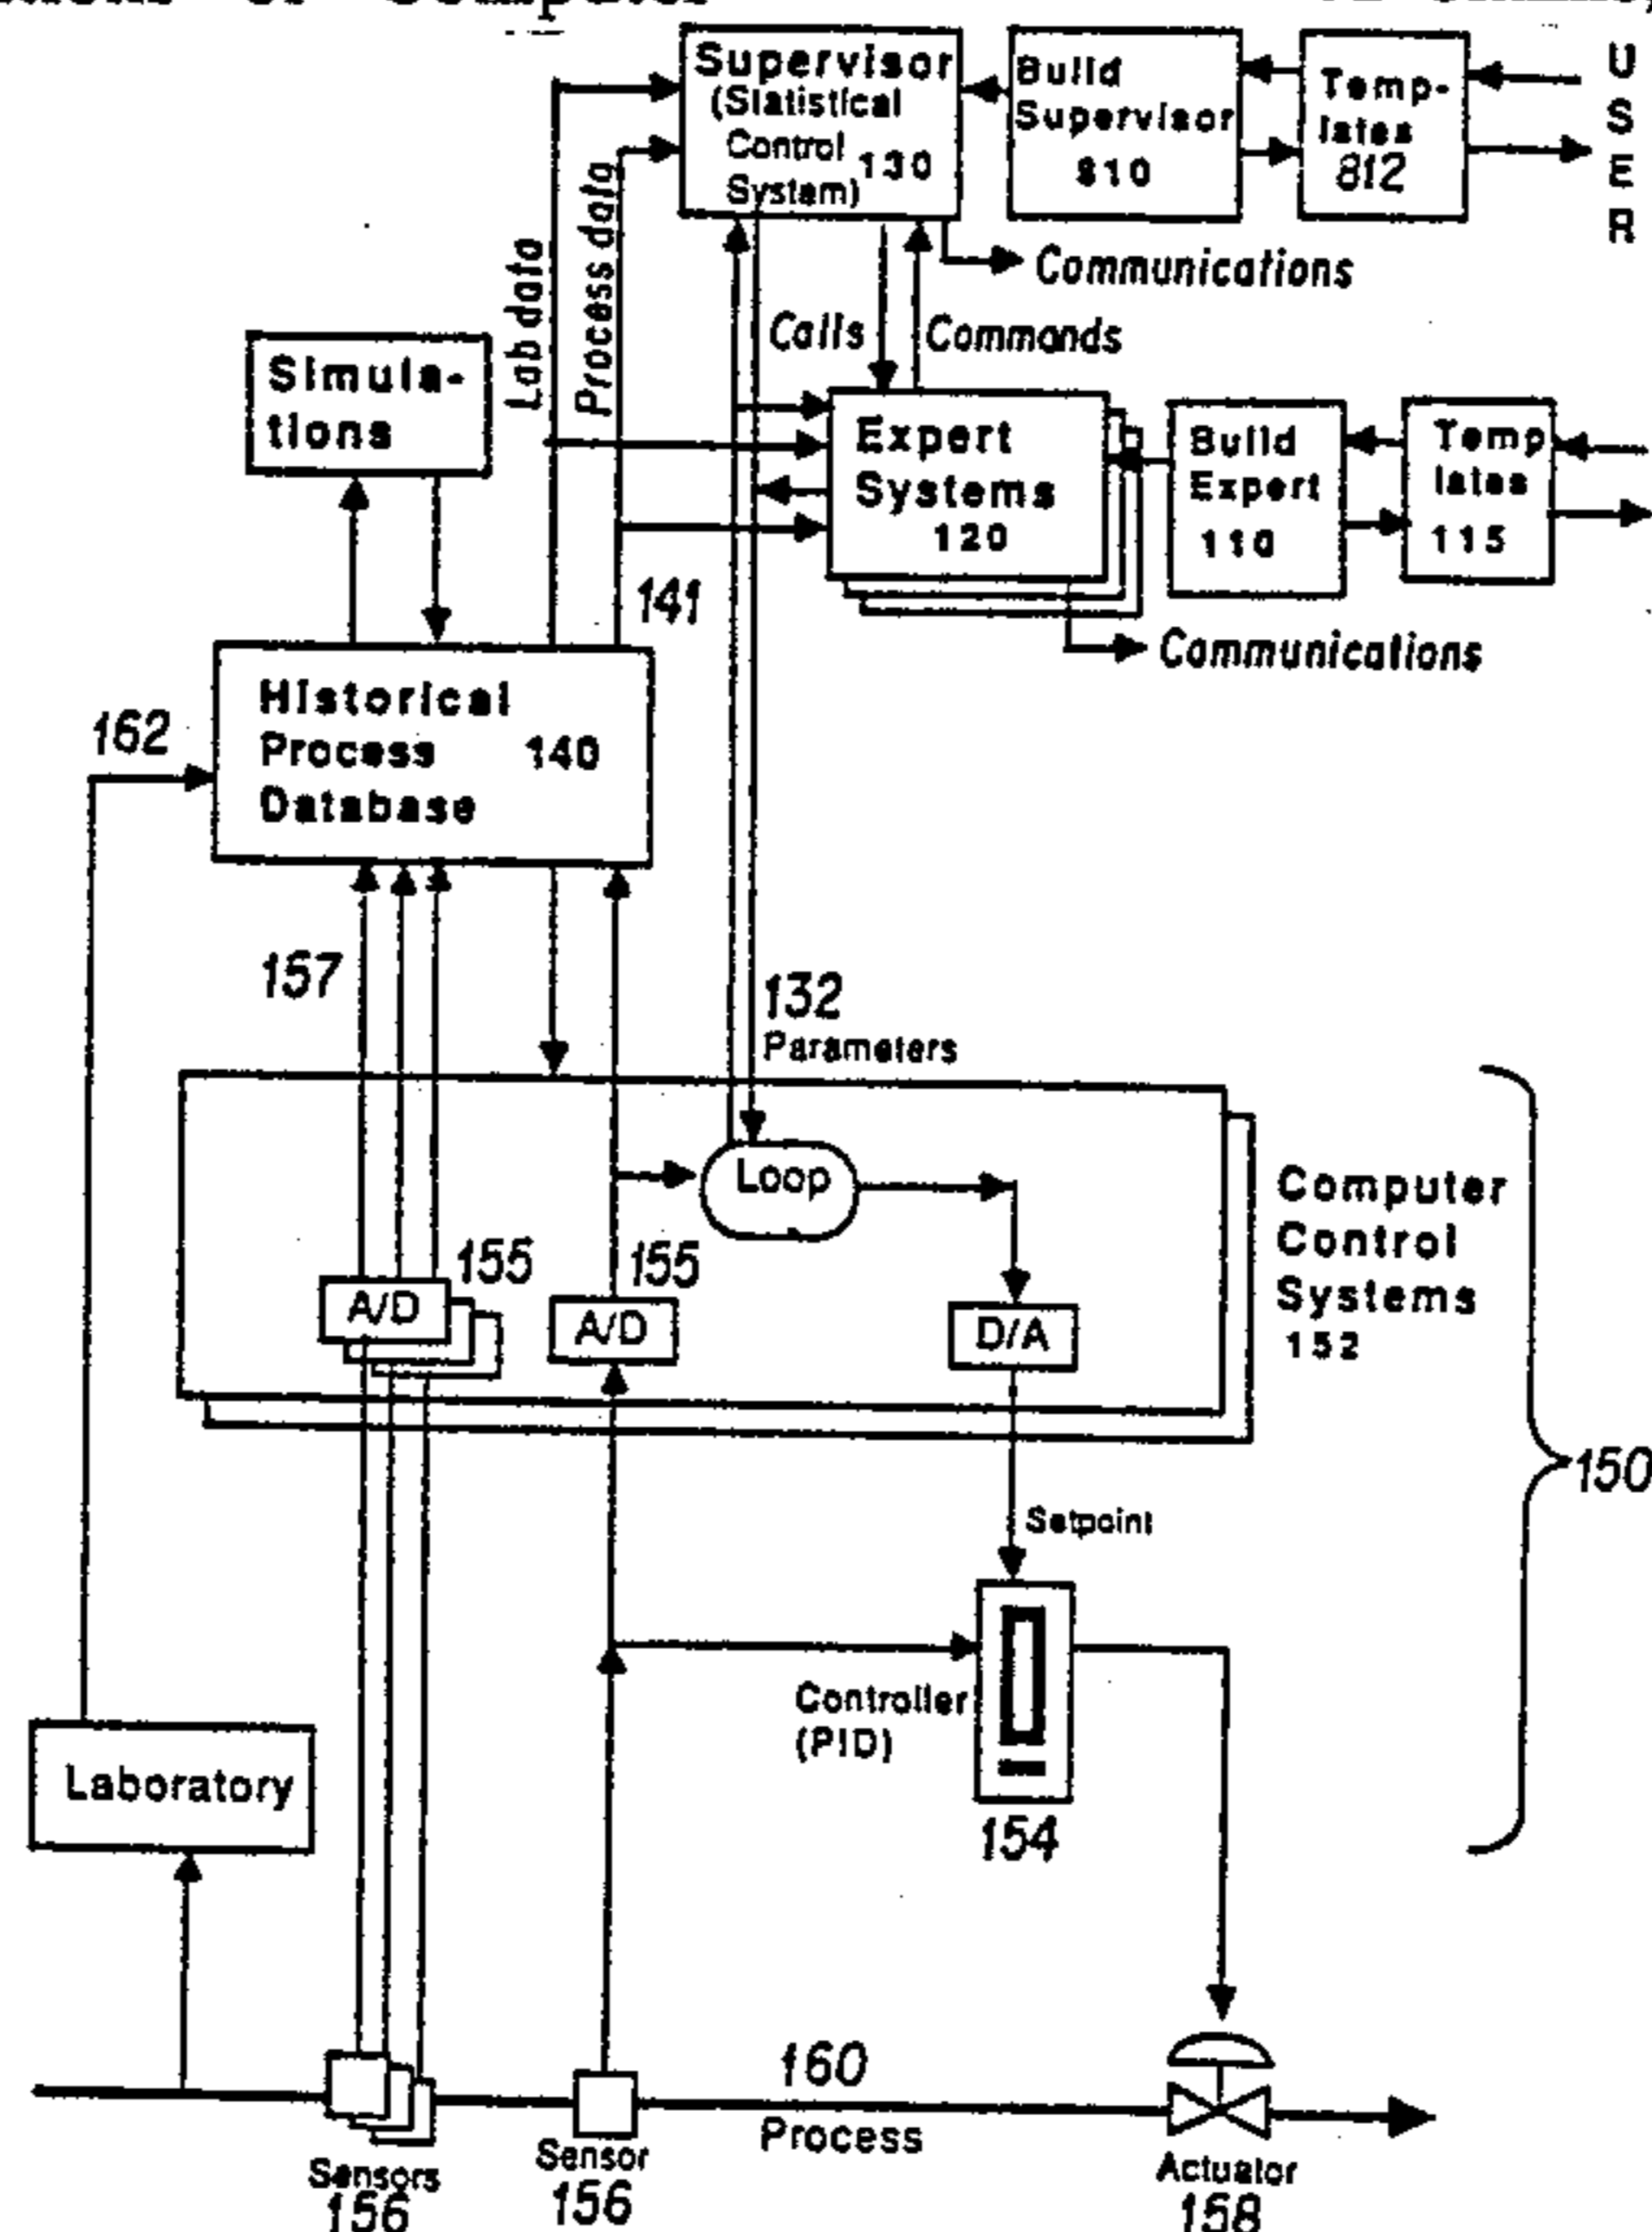 Supervisor
(Statistical
Control
System) 130
Build
Supervisor
810
Temp-
lates
812
U
S
E
R
Communications
Lab data
Process data
Calls
Commands
Simula-
tions
Expert
Systems
120
Build
Expert
110
Temp
lates
115
141
Communications
162
Historical
Process 140
Database
157
132
Parameters
Loop
155
155
A/D
A/D
D/A
Computer
Control
Systems
152
150
Setpoint
Controller
(PID)
154
Laboratory
160
Process
Sensors
156
Sensor
156
Actuator
158